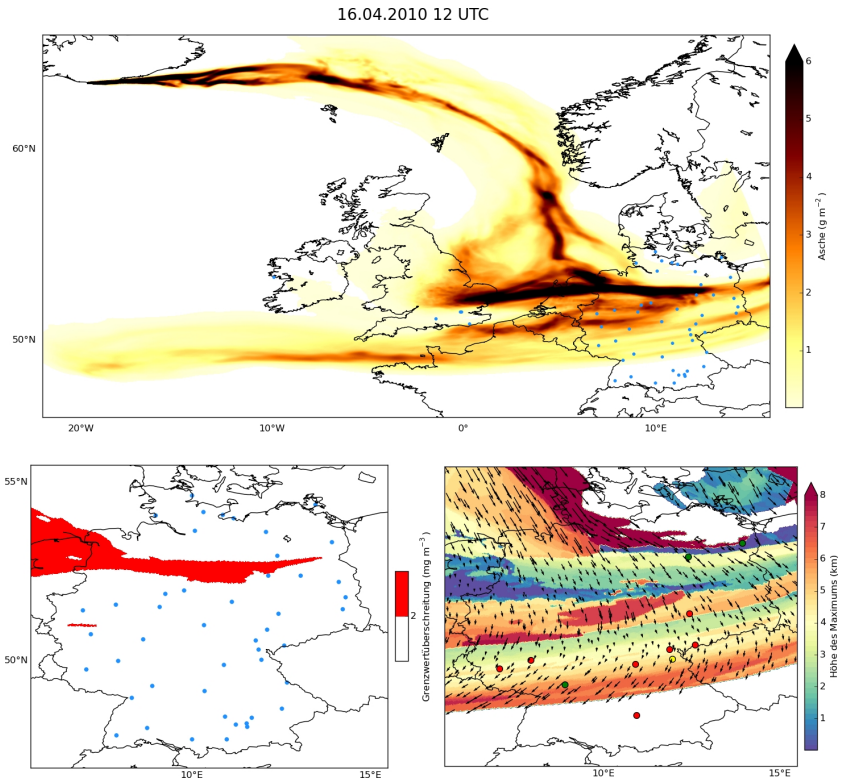 16.04.2010 12 UTC
60°N
50°N
20°W
10°W
0°
10°E
6
5
4
3
2
1
Asche (g m⁻²)
55°N
50°N
10°E
15°E
2
Grenzwertüberschreitung (mg m⁻³)
10°E
15°E
8
7
6
5
4
3
2
1
Höhe des Maximums (km)